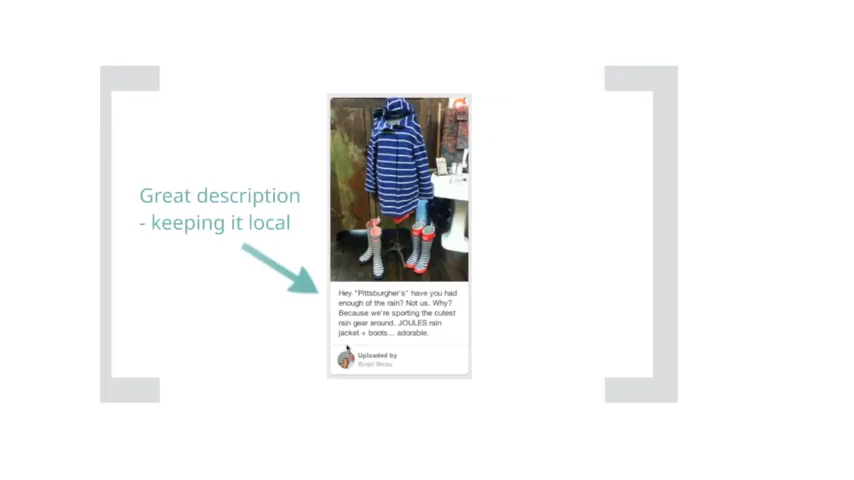 Great description
- keeping it local
Hey "Pittsburgher's" have you had
enough of the rain? Not us. Why?
Because we're sporting the cutest
rain gear around, JOULES rain
jacket + boots... adorable.
Uploaded by